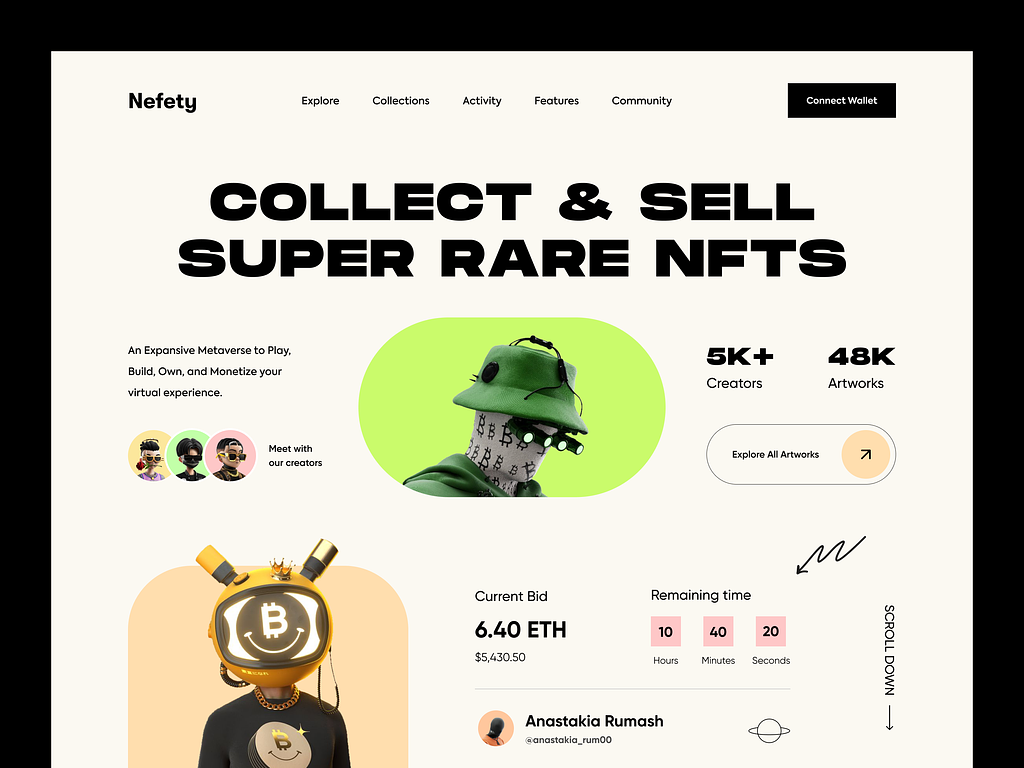 Nefety
Explore
Collections
Activity
Features
Community
Connect Wallet
COLLECT & SELL
SUPER RARE NFTS
An Expansive Metaverse to Play,
Build, Own, and Monetize your
virtual experience.
Meet with
our creators
5K+
Creators
48K
Artworks
Explore All Artworks
Current Bid
6.40 ETH
$5,430.50
Remaining time
10
40
20
Hours
Minutes
Seconds
Anastakia Rumash
@anastakia_rum00
SCROLL DOWN